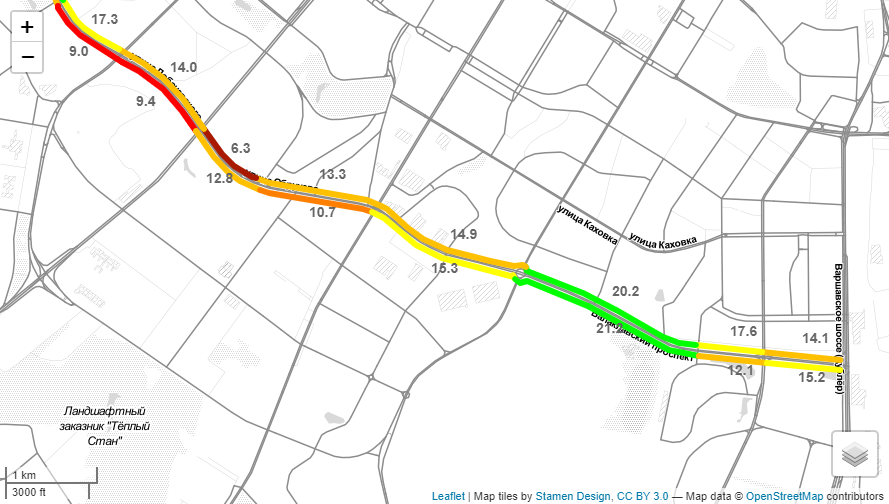 17.3
+
9.0
−
14.0
9.4
6.3
13.3
12.8
10.7
улица Каховка
улица Каховка
14.9
15.3
20.2
Балаклавский проспект
17.6
14.1
12.1
15.2
Варшавское шоссе
Ландшафтный
заказник "Тёплый
Стан"
1 km
3000 ft
Leaflet | Map tiles by Stamen Design, CC BY 3.0 — Map data © OpenStreetMap contributors